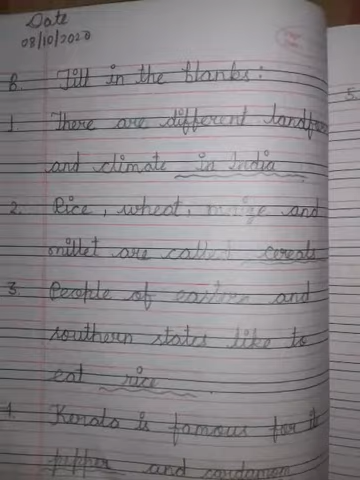 Date
08/10/2020
B. Fill in the blanks:
1. There are different
and climate in India
2. Rice, wheat, maize and
millet are called cereals
3. People of eastern and
southern states like to
eat rice
4. Kerala is famous for it
pepper and cardamom
5.